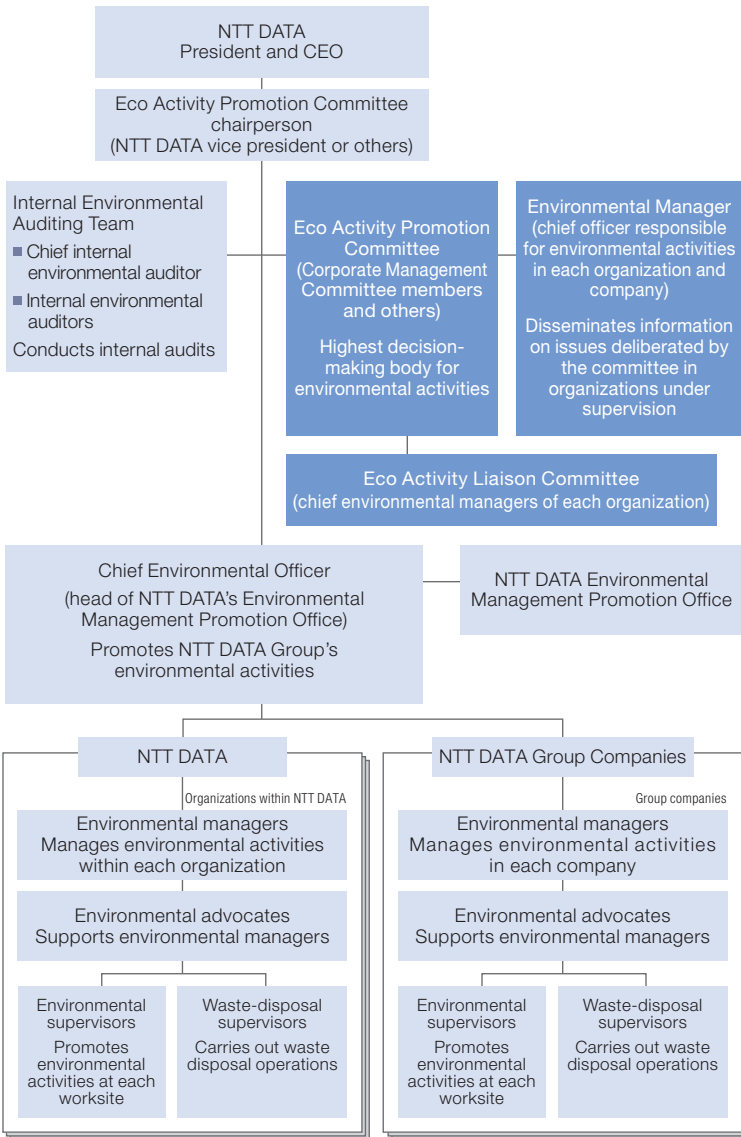 NTT DATA
President and CEO
Eco Activity Promotion Committee
chairperson
(NTT DATA vice president or others)
Internal Environmental
Auditing Team
■ Chief internal
environmental auditor
■ Internal environmental
auditors
Conducts internal audits
Eco Activity Promotion
Committee
(Corporate Management
Committee members
and others)
Highest decision-
making body for
environmental activities
Environmental Manager
(chief officer responsible
for environmental activities
in each organization and
company)
Disseminates information
on issues deliberated by
the committee in
organizations under
supervision
Eco Activity Liaison Committee
(chief environmental managers of each organization)
Chief Environmental Officer
(head of NTT DATA’s Environmental
Management Promotion Office)
Promotes NTT DATA Group’s
environmental activities
NTT DATA Environmental
Management Promotion Office
NTT DATA
Organizations within NTT DATA
Environmental managers
Manages environmental activities
within each organization
Environmental advocates
Supports environmental managers
Environmental
supervisors
Promotes
environmental
activities at each
worksite
Waste-disposal
supervisors
Carries out waste
disposal operations
NTT DATA Group Companies
Group companies
Environmental managers
Manages environmental activities
in each company
Environmental advocates
Supports environmental managers
Environmental
supervisors
Promotes
environmental
activities at each
worksite
Waste-disposal
supervisors
Carries out waste
disposal operations